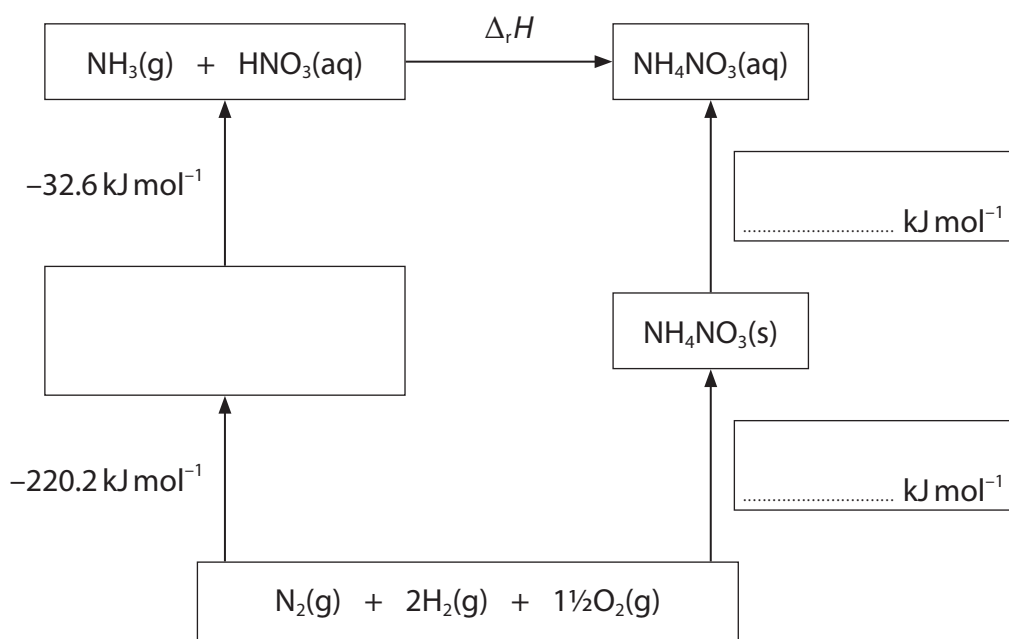 ΔᵣH
NH₃(g) + HNO₃(aq)
NH₄NO₃(aq)
–32.6 kJ mol⁻¹
.............................. kJ mol⁻¹
NH₄NO₃(s)
–220.2 kJ mol⁻¹
.............................. kJ mol⁻¹
N₂(g) + 2H₂(g) + 1½O₂(g)